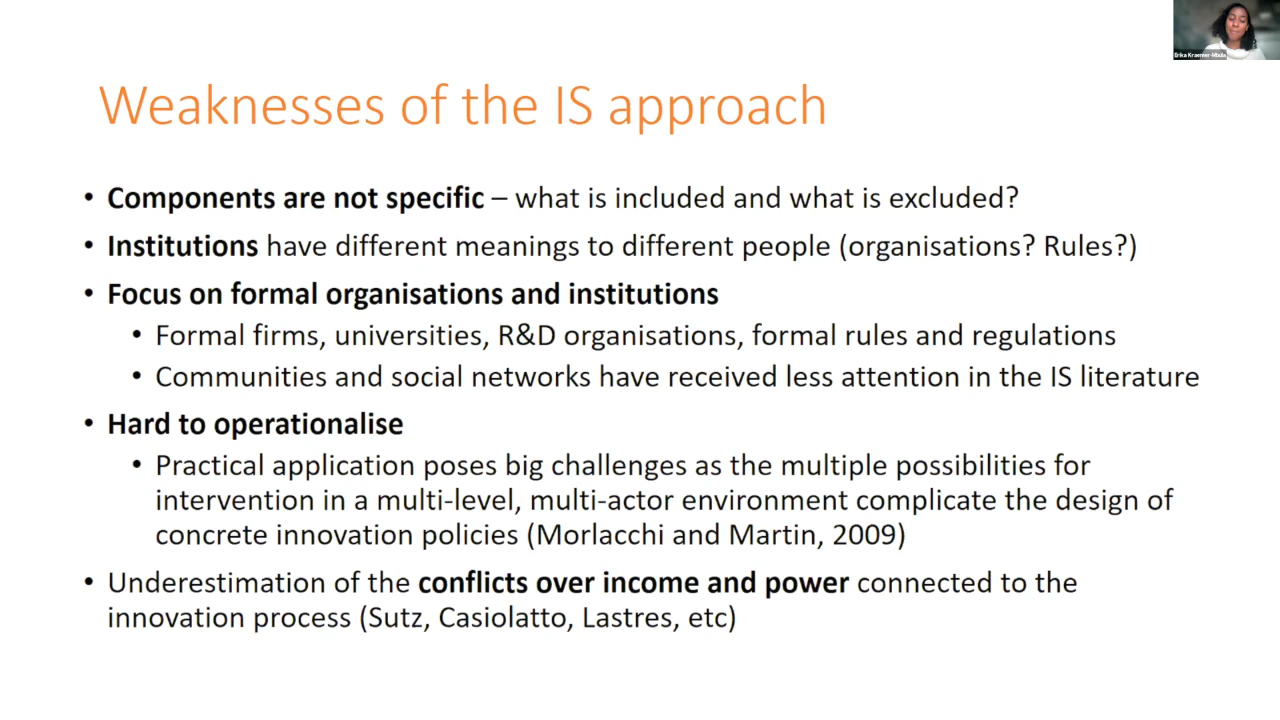 Erika Kraemer-Mbula
Weaknesses of the IS approach
• Components are not specific – what is included and what is excluded?
• Institutions have different meanings to different people (organisations? Rules?)
• Focus on formal organisations and institutions
• Formal firms, universities, R&D organisations, formal rules and regulations
• Communities and social networks have received less attention in the IS literature
• Hard to operationalise
• Practical application poses big challenges as the multiple possibilities for
intervention in a multi-level, multi-actor environment complicate the design of
concrete innovation policies (Morlacchi and Martin, 2009)
• Underestimation of the conflicts over income and power connected to the
innovation process (Sutz, Casiolatto, Lastres, etc)